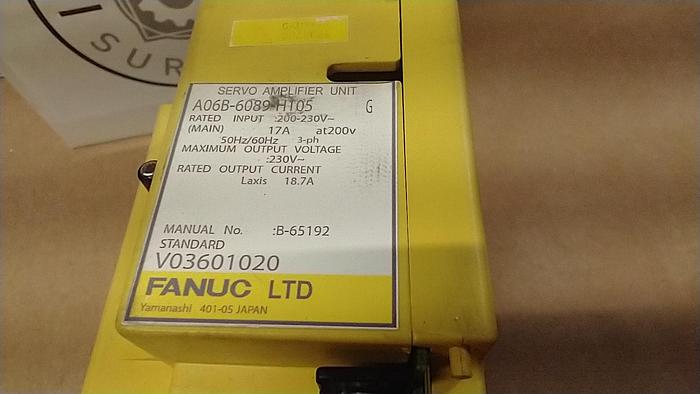 I
SUR
SERVO AMPLIFIER UNIT
A06B-6089-H105 G
RATED INPUT :200-230V~
(MAIN) 17A at200v
50Hz/60Hz 3-ph
MAXIMUM OUTPUT VOLTAGE
:230V~
RATED OUTPUT CURRENT
Laxis 18.7A
MANUAL No. :B-65192
STANDARD
V03601020
FANUC LTD
Yamanashi 401-05 JAPAN